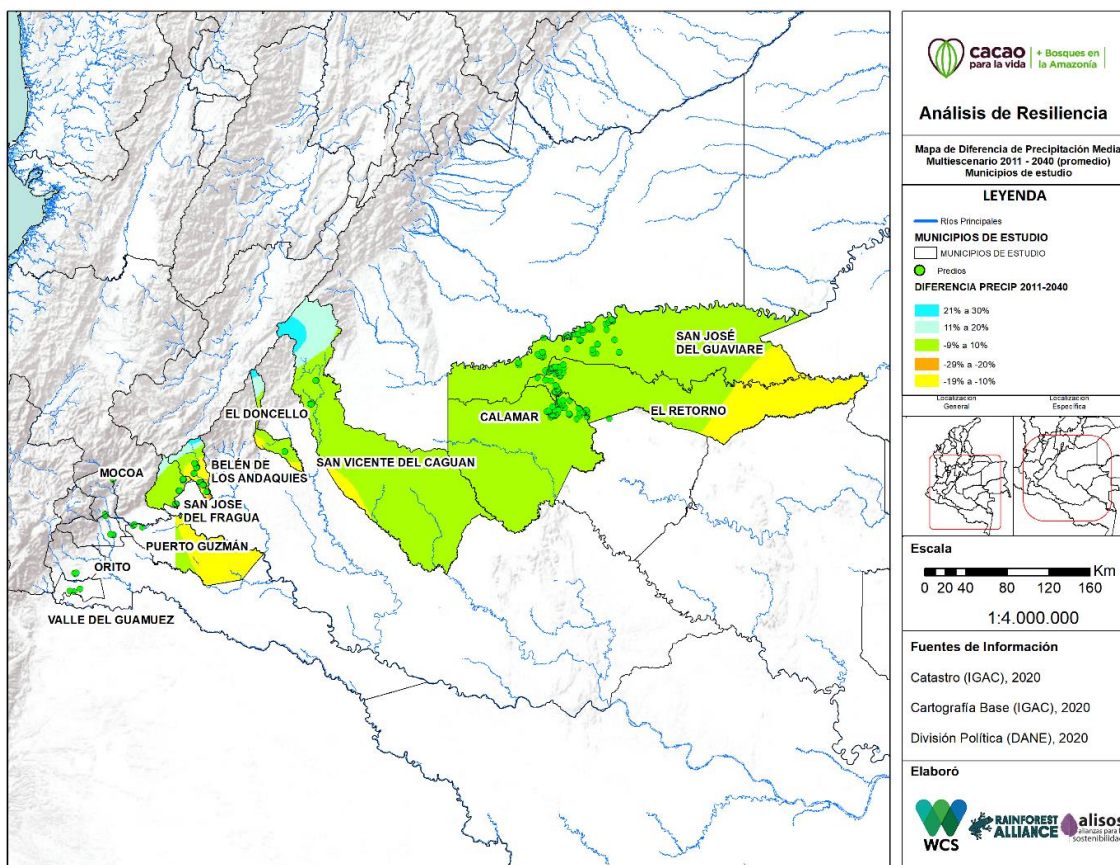 SAN JOSÉ
DEL GUAVIARE
CALAMAR
EL RETORNO
EL DONCELLO
SAN VICENTE DEL CAGUAN
MOCOA
BELÉN DE
LOS ANDAQUIES
SAN JOSE
DEL FRAGUA
PUERTO GUZMÁN
ORITO
VALLE DEL GUAMUEZ
cacao
para la vida
+ Bosques en
la Amazonía
Análisis de Resiliencia
Mapa de Diferencia de Precipitación Media
Multiescenario 2011 - 2040 (promedio)
Municipios de estudio
LEYENDA
Ríos Principales
MUNICIPIOS DE ESTUDIO
MUNICIPIOS DE ESTUDIO
Predios
DIFERENCIA PRECIP 2011-2040
21% a 30%
11% a 20%
-9% a 10%
-29% a -20%
-19% a -10%
Localización
General
Localización
Específica
Escala
Km
0 20 40 80 120 160
1:4.000.000
Fuentes de Información
Catastro (IGAC), 2020
Cartografía Base (IGAC), 2020
División Política (DANE), 2020
Elaboró
WCS
RAINFOREST
ALLIANCE
alisos
alianzas para
sostenibilidad